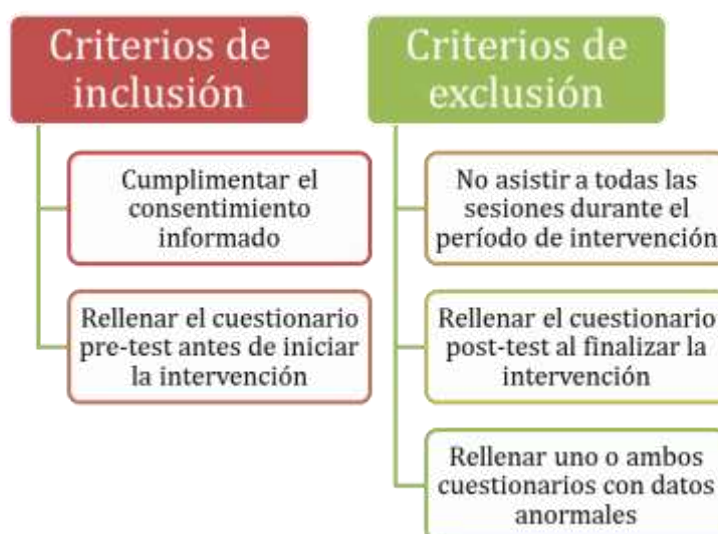 Criterios de
inclusión
Cumplimentar el
consentimiento
informado
Rellenar el cuestionario
pre-test antes de iniciar
la intervención
Criterios de
exclusión
No asistir a todas las
sesiones durante el
período de intervención
Rellenar el cuestionario
post-test al finalizar la
intervención
Rellenar uno o ambos
cuestionarios con datos
anormales